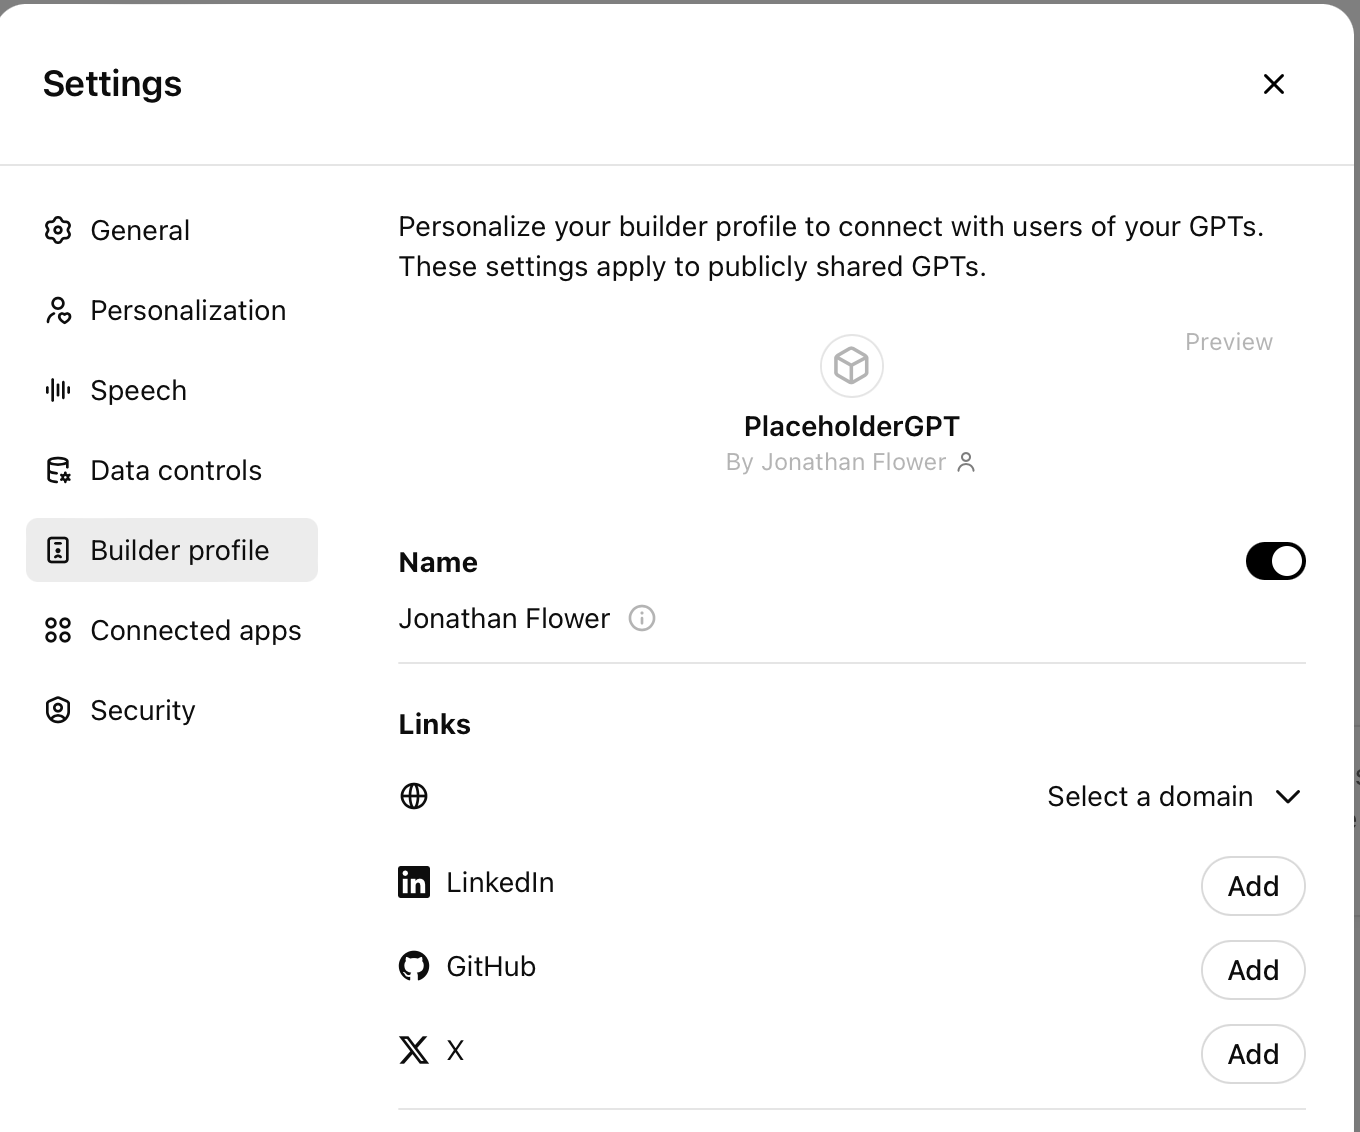 Settings
General
Personalization
Speech
Data controls
Builder profile
Connected apps
Security
Personalize your builder profile to connect with users of your GPTs.
These settings apply to publicly shared GPTs.
Preview
PlaceholderGPT
By Jonathan Flower
Name
Jonathan Flower
Links
Select a domain
LinkedIn
Add
GitHub
Add
X
Add